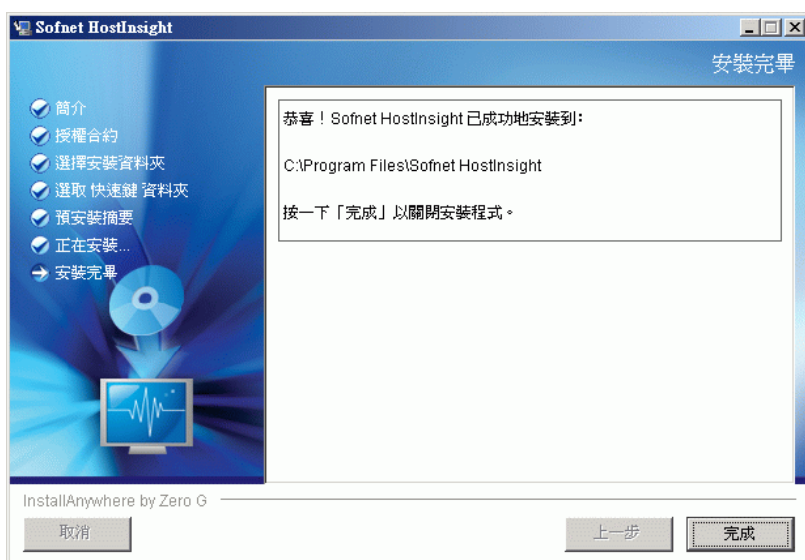 Sofnet HostInsight
安裝完畢
簡介
授權合約
選擇安裝資料夾
選取 快速鍵 資料夾
預安裝摘要
正在安裝...
安裝完畢
恭喜！Sofnet HostInsight 已成功地安裝到：
C:\Program Files\Sofnet HostInsight
按一下「完成」以關閉安裝程式。
InstallAnywhere by Zero G
取消
上一步
完成